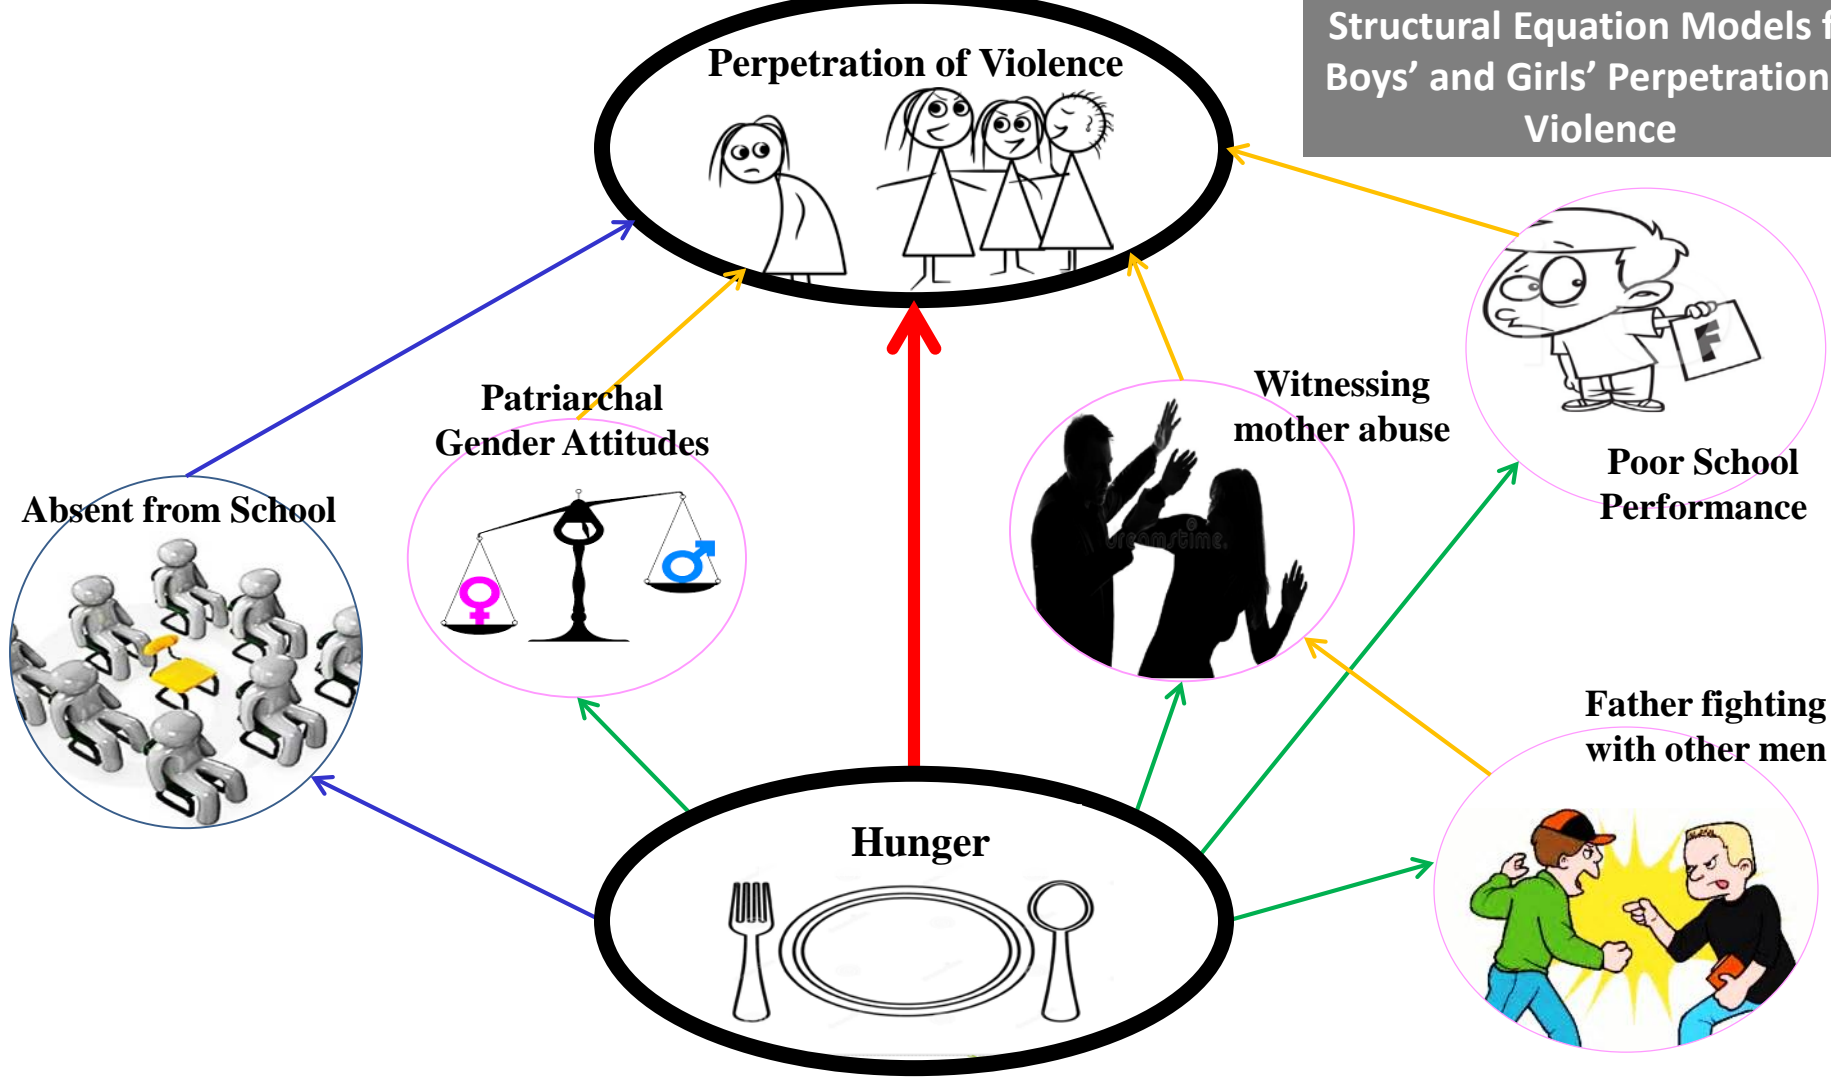 Structural Equation Models f
Boys’ and Girls’ Perpetration
Violence
Perpetration of Violence
Patriarchal
Gender Attitudes
Witnessing
mother abuse
Poor School
Performance
Absent from School
F
dreamstime.
Father fighting
with other men
Hunger